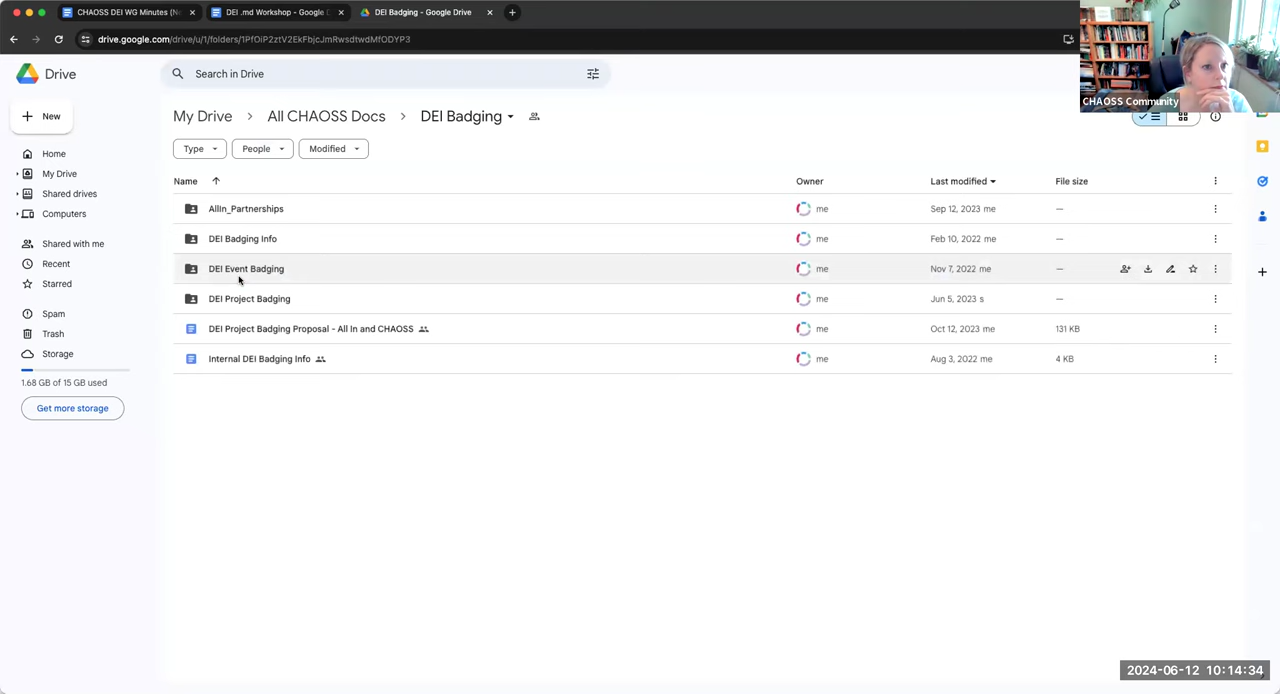 CHAOSS DEI WG Minutes (N
DEI .md Workshop - Google D
DEI Badging - Google Drive
drive.google.com/drive/u/1/folders/1PfOiP2ztV2EkFbjcJmRwsdtwdMfODYP3
Drive
Search in Drive
CHAOSS Community
New
My Drive > All CHAOSS Docs > DEI Badging
Type People Modified
Home
My Drive
Shared drives
Computers
Shared with me
Recent
Starred
Spam
Trash
Storage
1.68 GB of 15 GB used
Get more storage
Name Owner Last modified File size
AllIn_Partnerships me Sep 12, 2023 me —
DEI Badging Info me Feb 10, 2022 me —
DEI Event Badging me Nov 7, 2022 me —
DEI Project Badging me Jun 5, 2023 s —
DEI Project Badging Proposal - All In and CHAOSS me Oct 12, 2023 me 131 KB
Internal DEI Badging Info me Aug 3, 2022 me 4 KB
2024-06-12 10:14:34